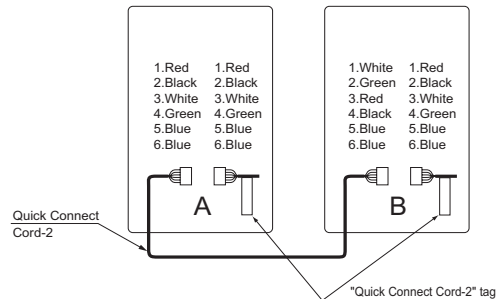 1.Red
2.Black
3.White
4.Green
5.Blue
6.Blue
1.Red
2.Black
3.White
4.Green
5.Blue
6.Blue
1.White
2.Green
3.Red
4.Black
5.Blue
6.Blue
1.Red
2.Black
3.White
4.Green
5.Blue
6.Blue
A
B
Quick Connect
Cord-2
"Quick Connect Cord-2" tag